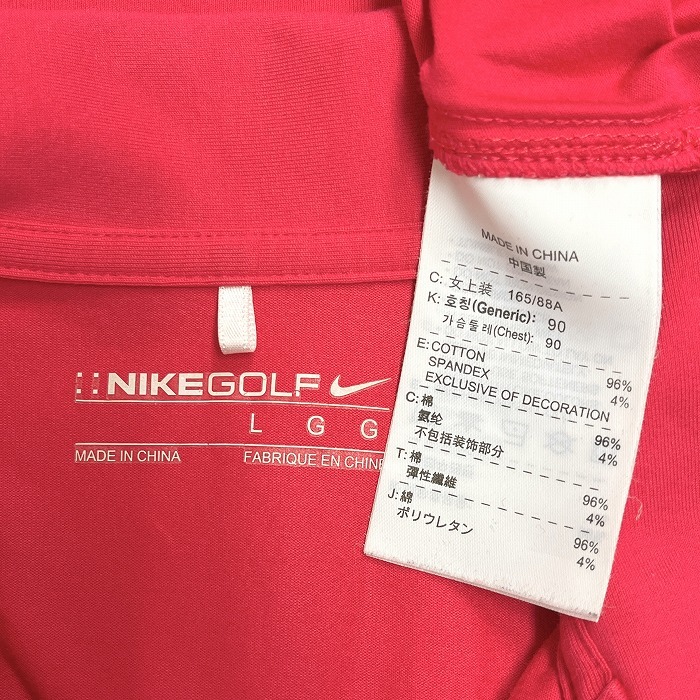 NIKEGOLF
L G G
MADE IN CHINA FABRIQUÉ EN CHINE
MADE IN CHINA
中国製
C: 女上装 165/88A
K: 호칭(Generic): 90
가슴둘레(Chest): 90
E: COTTON 96%
SPANDEX 4%
EXCLUSIVE OF DECORATION
C: 棉 96%
氨纶 4%
不包括装饰部分
T: 棉 96%
彈性纖維 4%
J: 綿 96%
ポリウレタン 4%